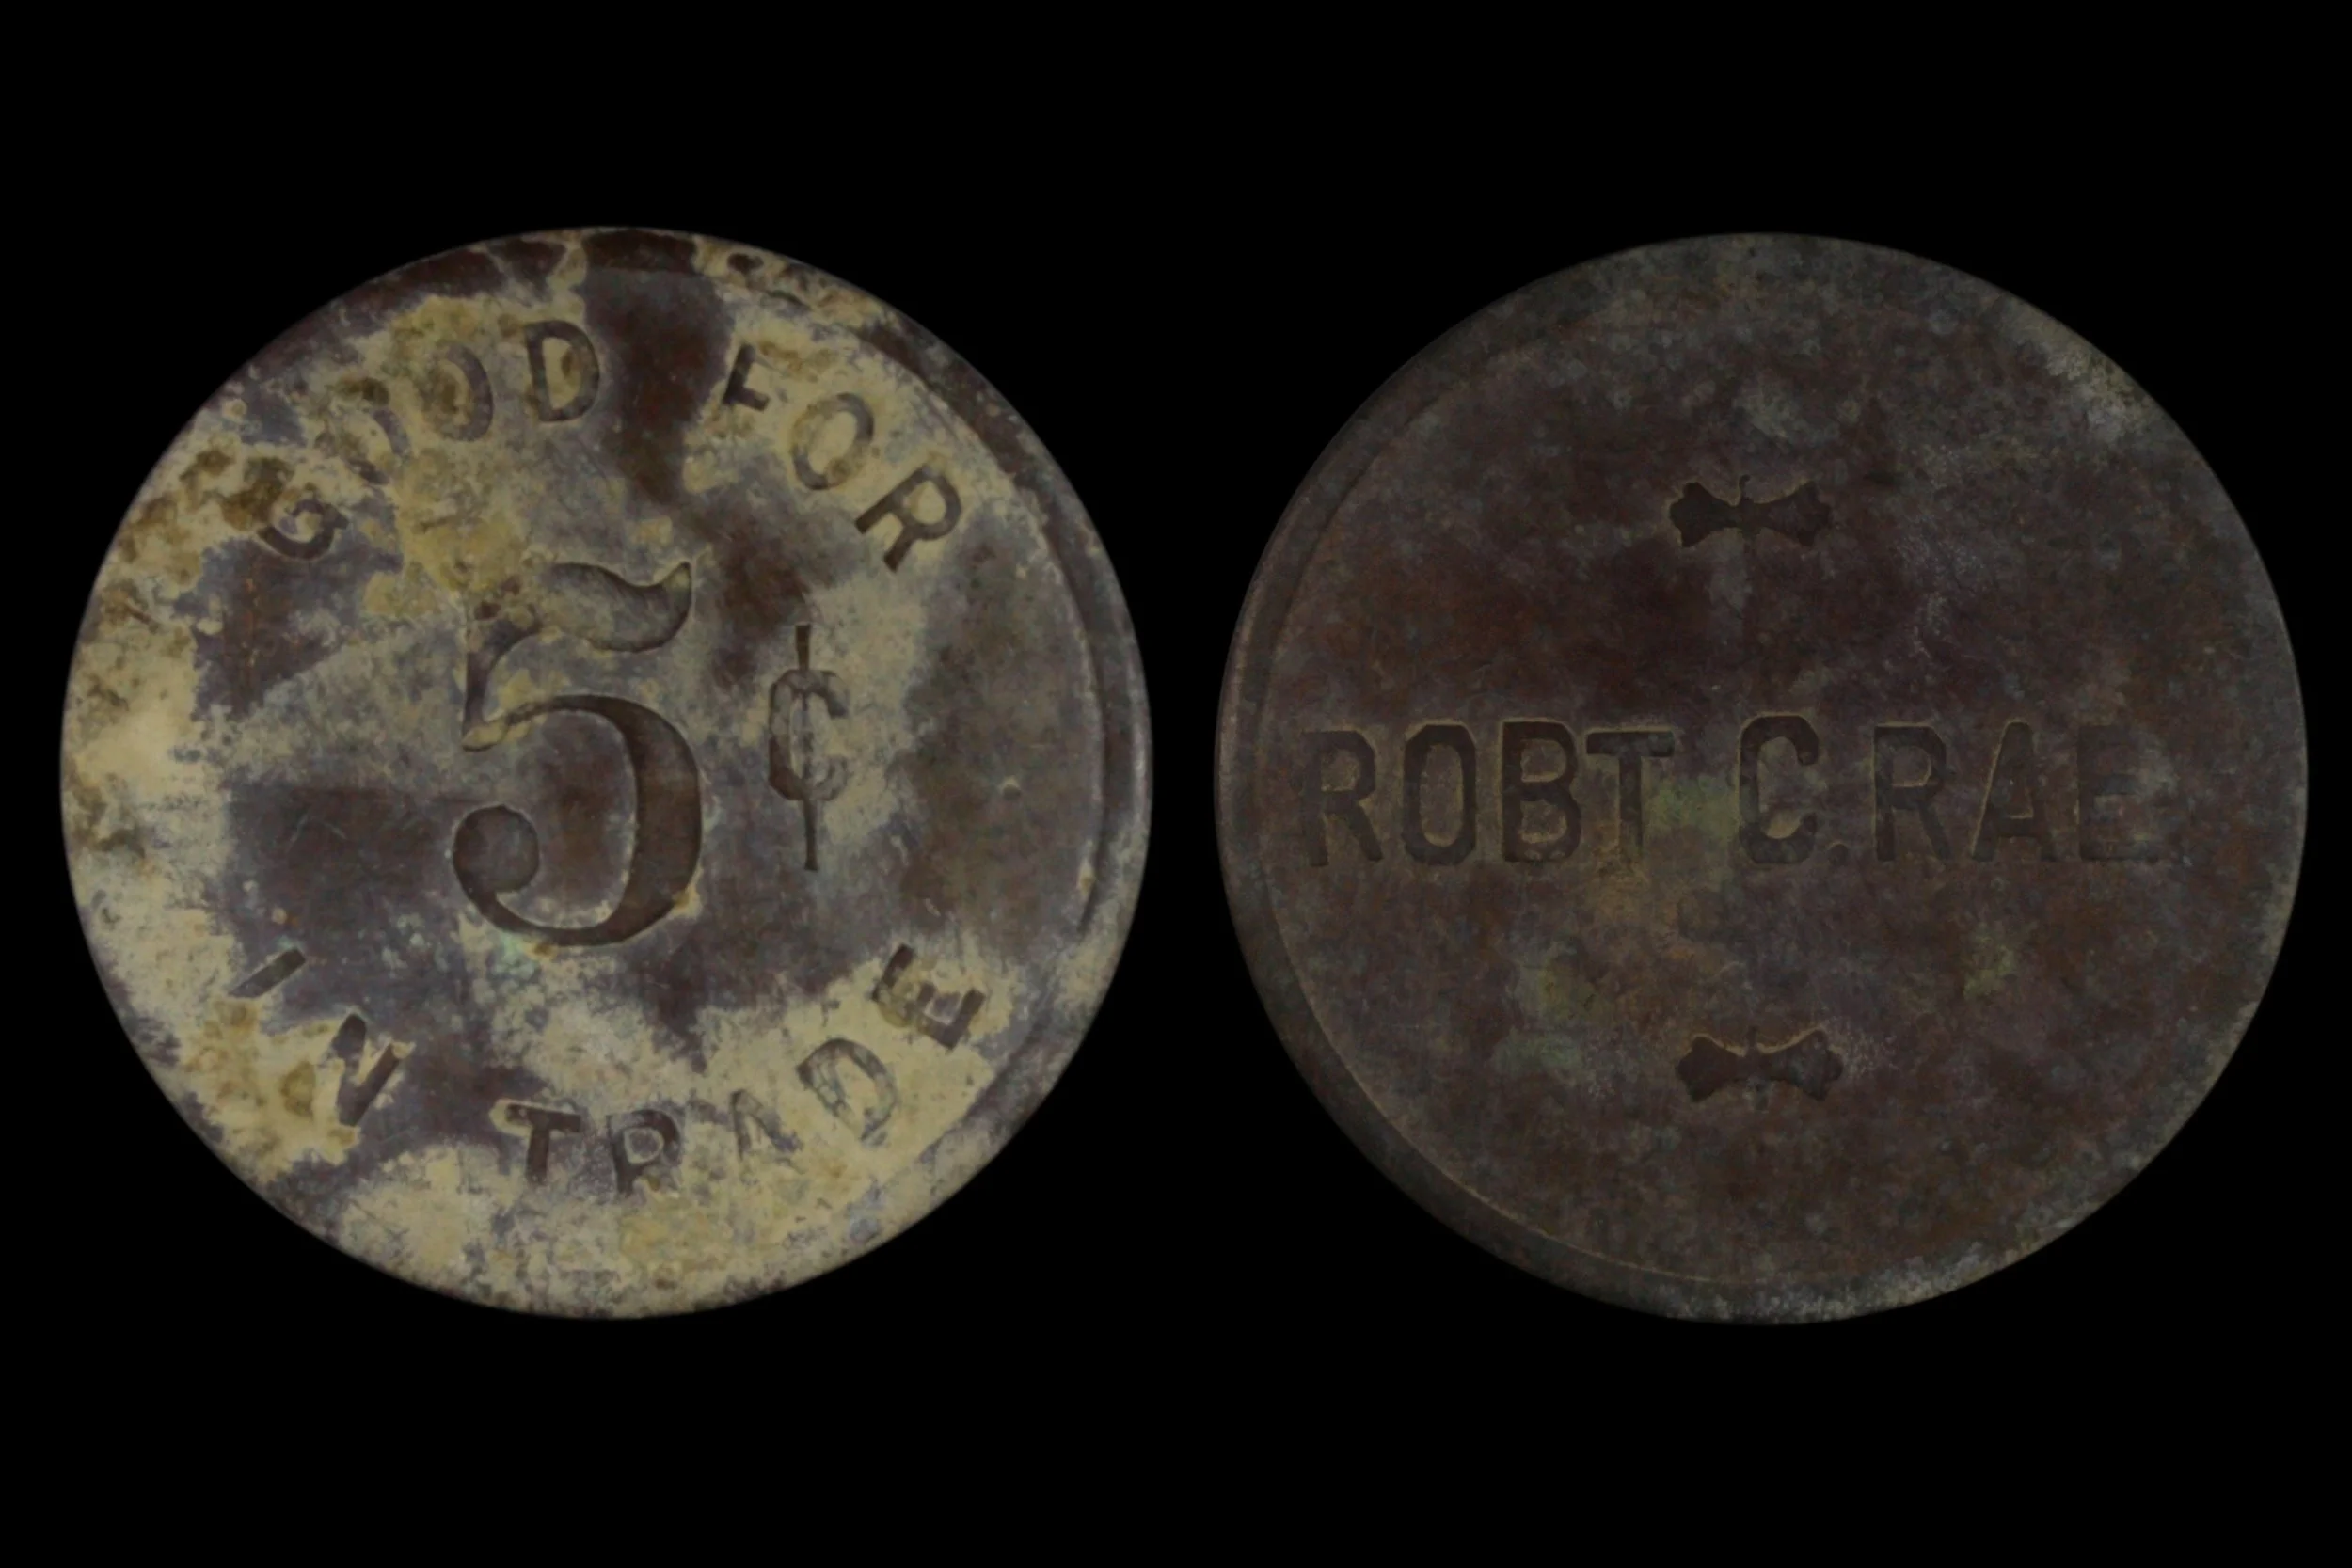 GOOD FOR
5¢
IN TRADE
ROBT C. RAE